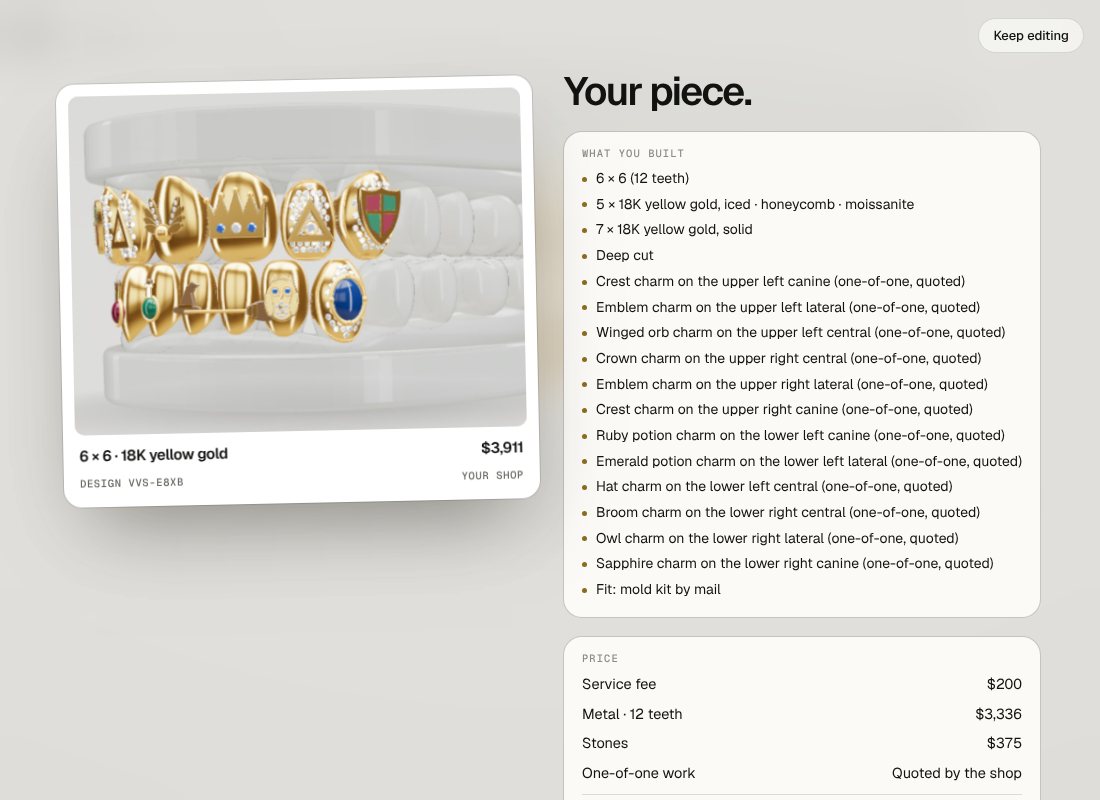 Keep editing
6 × 6 · 18K yellow gold
$3,911
DESIGN VVS-E8XB
YOUR SHOP
Your piece.
WHAT YOU BUILT
6 × 6 (12 teeth)
5 × 18K yellow gold, iced · honeycomb · moissanite
7 × 18K yellow gold, solid
Deep cut
Crest charm on the upper left canine (one-of-one, quoted)
Emblem charm on the upper left lateral (one-of-one, quoted)
Winged orb charm on the upper left central (one-of-one, quoted)
Crown charm on the upper right central (one-of-one, quoted)
Emblem charm on the upper right lateral (one-of-one, quoted)
Crest charm on the upper right canine (one-of-one, quoted)
Ruby potion charm on the lower left canine (one-of-one, quoted)
Emerald potion charm on the lower left lateral (one-of-one, quoted)
Hat charm on the lower left central (one-of-one, quoted)
Broom charm on the lower right central (one-of-one, quoted)
Owl charm on the lower right lateral (one-of-one, quoted)
Sapphire charm on the lower right canine (one-of-one, quoted)
Fit: mold kit by mail
PRICE
Service fee $200
Metal · 12 teeth $3,336
Stones $375
One-of-one work Quoted by the shop